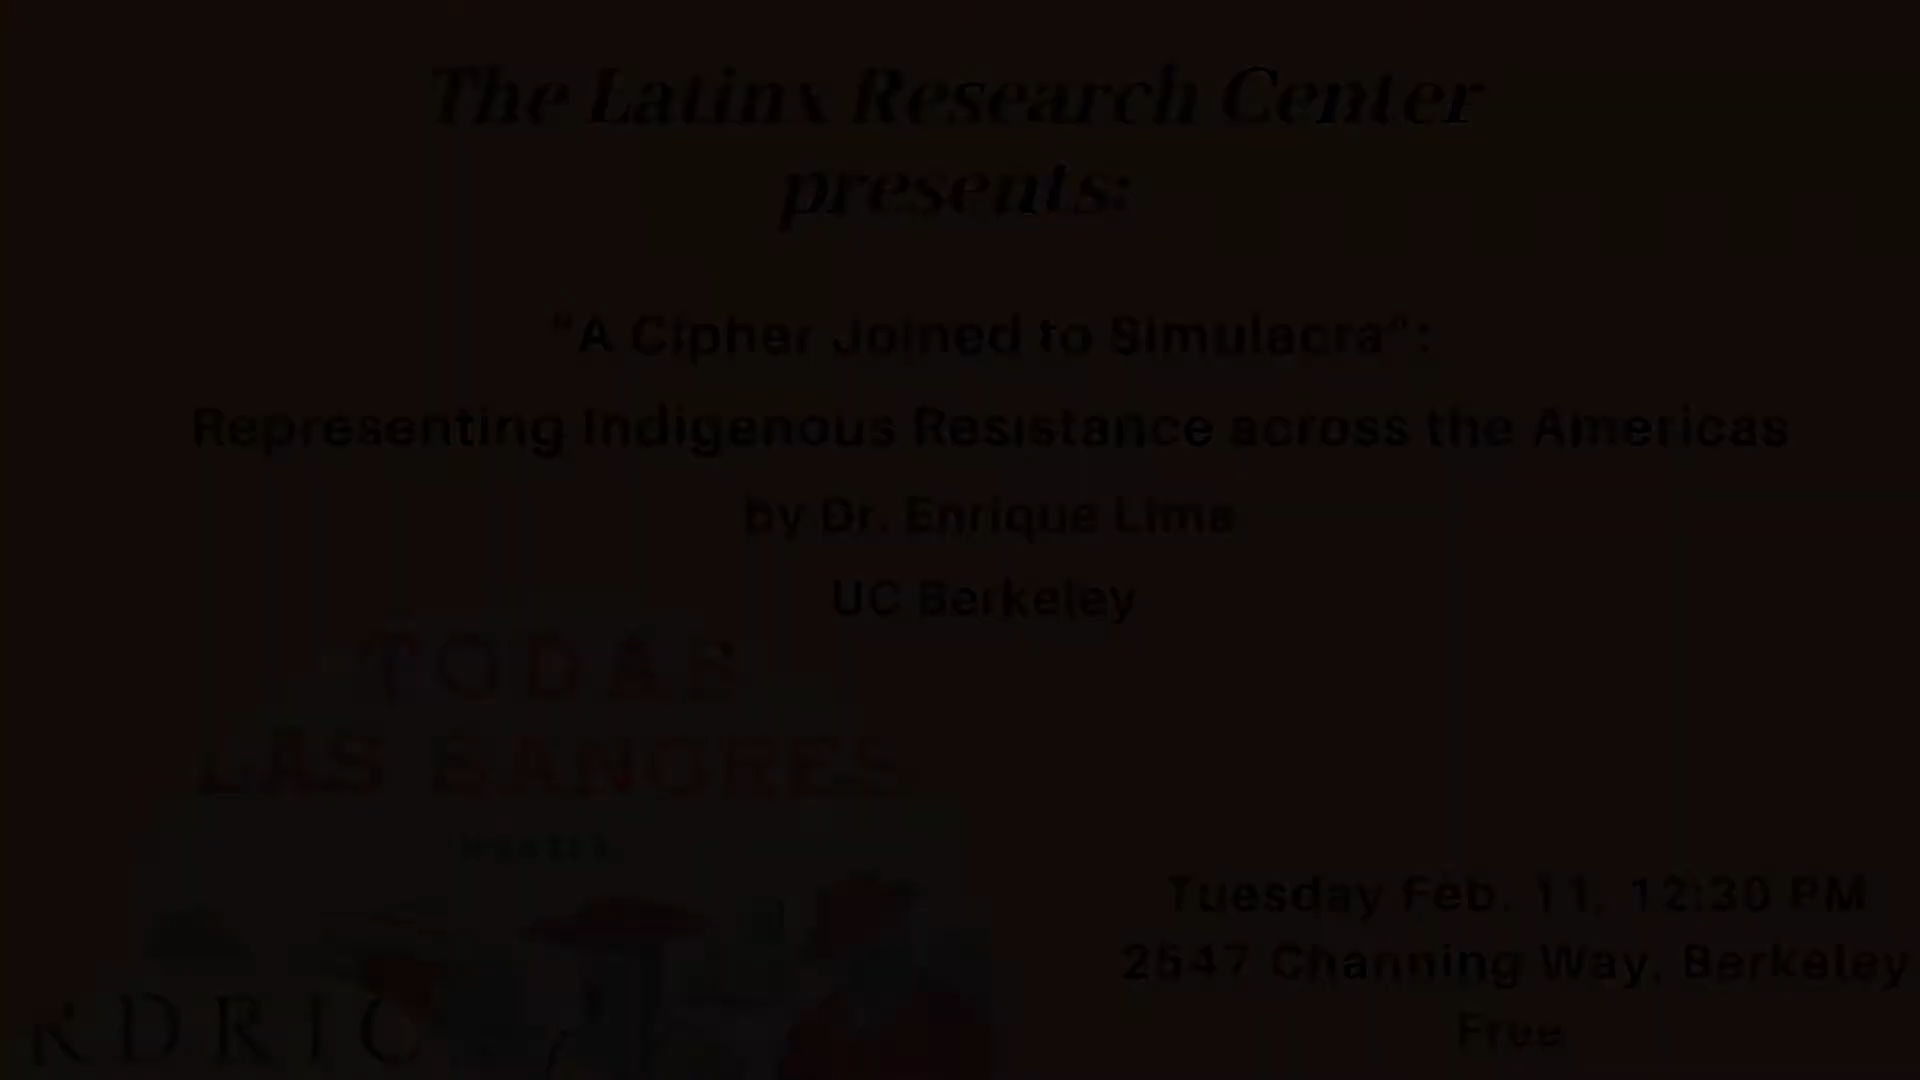 The Latinx Research Center
presents:
"A Cipher Joined to Simulacra":
Representing Indigenous Resistance across the Americas
by Dr. Enrique Lima
UC Berkeley
TODAS
LAS SANGRES
Tuesday Feb. 11, 12:30 PM
2547 Channing Way, Berkeley
Free